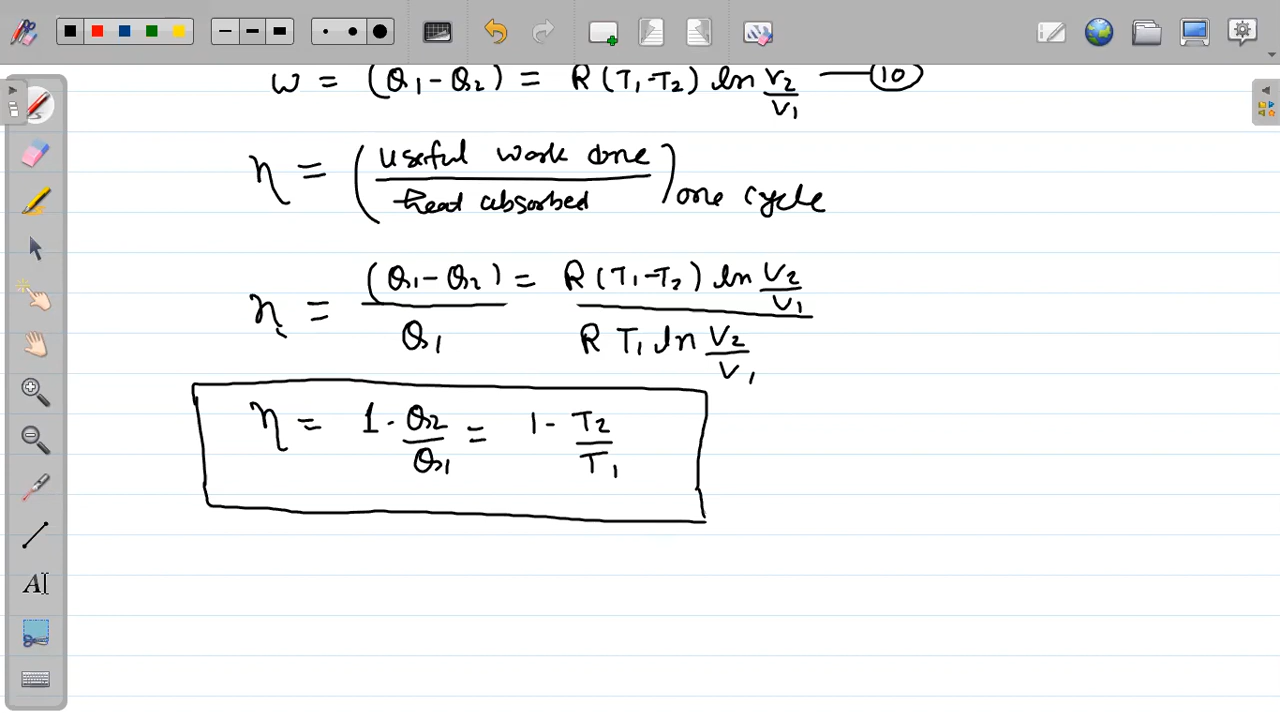 W = (Q1 - Q2) = R (T1-T2) ln V2/V1 —— (10)
η = (useful work done / heat absorbed) one cycle
η = (Q1 - Q2) / Q1 = R (T1-T2) ln V2/V1 / R T1 ln V2/V1
η = 1 - Q2/Q1 = 1 - T2/T1
AI